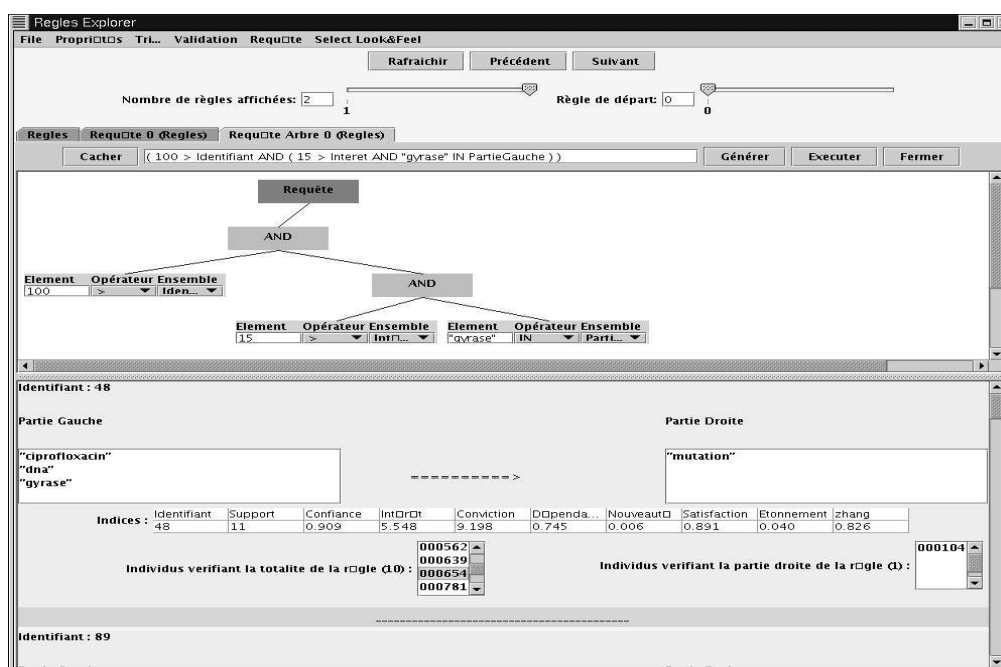 Regles Explorer
File Propri□t□s Tri... Validation Requ□te Select Look&Feel
Rafraichir Précédent Suivant
Nombre de règles affichées: 2 1 Règle de départ: 0 0
Regles Requ□te 0 (Regles) Requ□te Arbre 0 (Regles)
Cacher ( 100 > Identifiant AND ( 15 > Interet AND "gyrase" IN PartieGauche ) ) Générer Executer Fermer
Requête
AND
Element Opérateur Ensemble
100 > Iden...
AND
Element Opérateur Ensemble Element Opérateur Ensemble
15 > Int□... "gyrase" IN Parti...
Identifiant : 48
Partie Gauche Partie Droite
"ciprofloxacin" "mutation"
"dna"
"gyrase"
==========>
Identifiant Support Confiance Int□r□t Conviction D□penda... Nouveaut□ Satisfaction Etonnement zhang
Indices : 48 11 0.909 5.548 9.198 0.745 0.006 0.891 0.040 0.826
Individus verifiant la totalite de la r□gle (10) : 000562 000639 000654 000781
Individus verifiant la partie droite de la r□gle (1) : 000104
------------------------------------------
Identifiant : 89